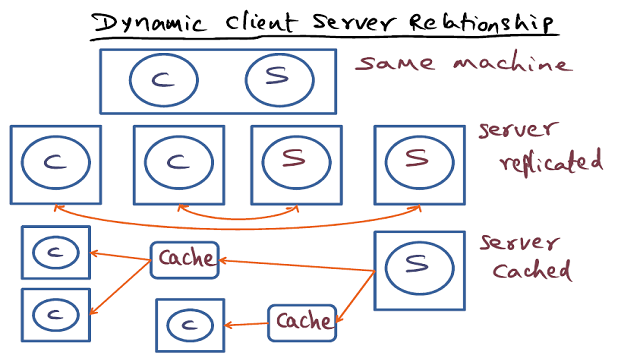 Dynamic Client Server Relationship
C S Same machine
C C S S Server
replicated
C Cache S Server
Cached
C C Cache